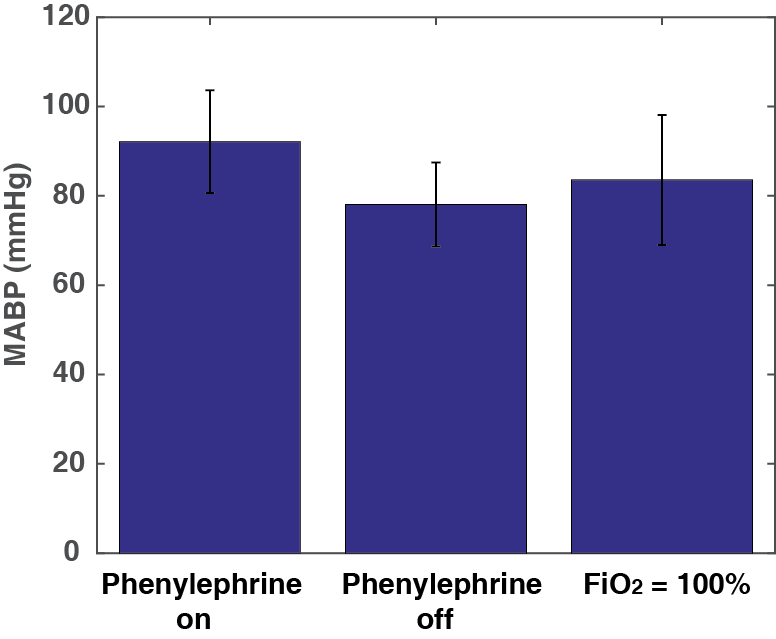 120
100
80
60
40
20
0
MABP (mmHg)
Phenylephrine
on
Phenylephrine
off
FiO2 = 100%